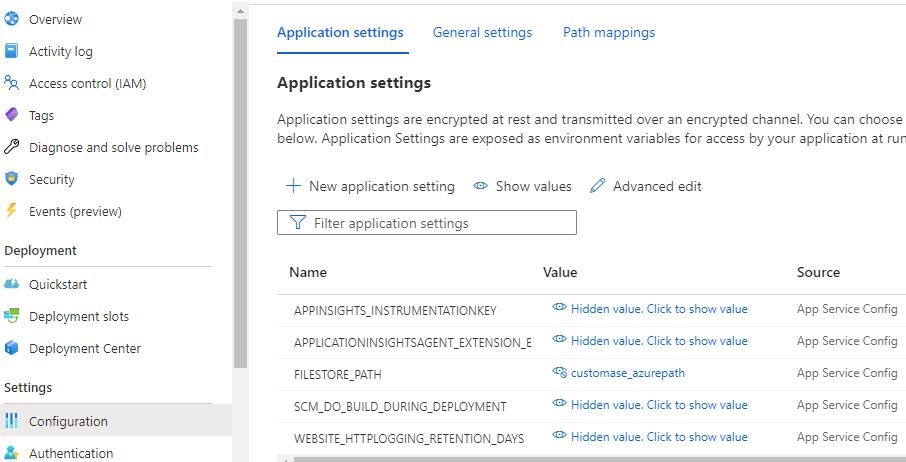 Overview
Activity log
Access control (IAM)
Tags
Diagnose and solve problems
Security
Events (preview)
Deployment
Quickstart
Deployment slots
Deployment Center
Settings
Configuration
Authentication
Application settings General settings Path mappings
Application settings
Application settings are encrypted at rest and transmitted over an encrypted channel. You can choose
below. Application Settings are exposed as environment variables for access by your application at run
New application setting Show values Advanced edit
Filter application settings
Name Value Source
APPINSIGHTS_INSTRUMENTATIONKEY Hidden value. Click to show value App Service Config
APPLICATIONINSIGHTSAGENT_EXTENSION_E Hidden value. Click to show value App Service Config
FILESTORE_PATH customase_azurepath App Service Config
SCM_DO_BUILD_DURING_DEPLOYMENT Hidden value. Click to show value App Service Config
WEBSITE_HTTPLOGGING_RETENTION_DAYS Hidden value. Click to show value App Service Config